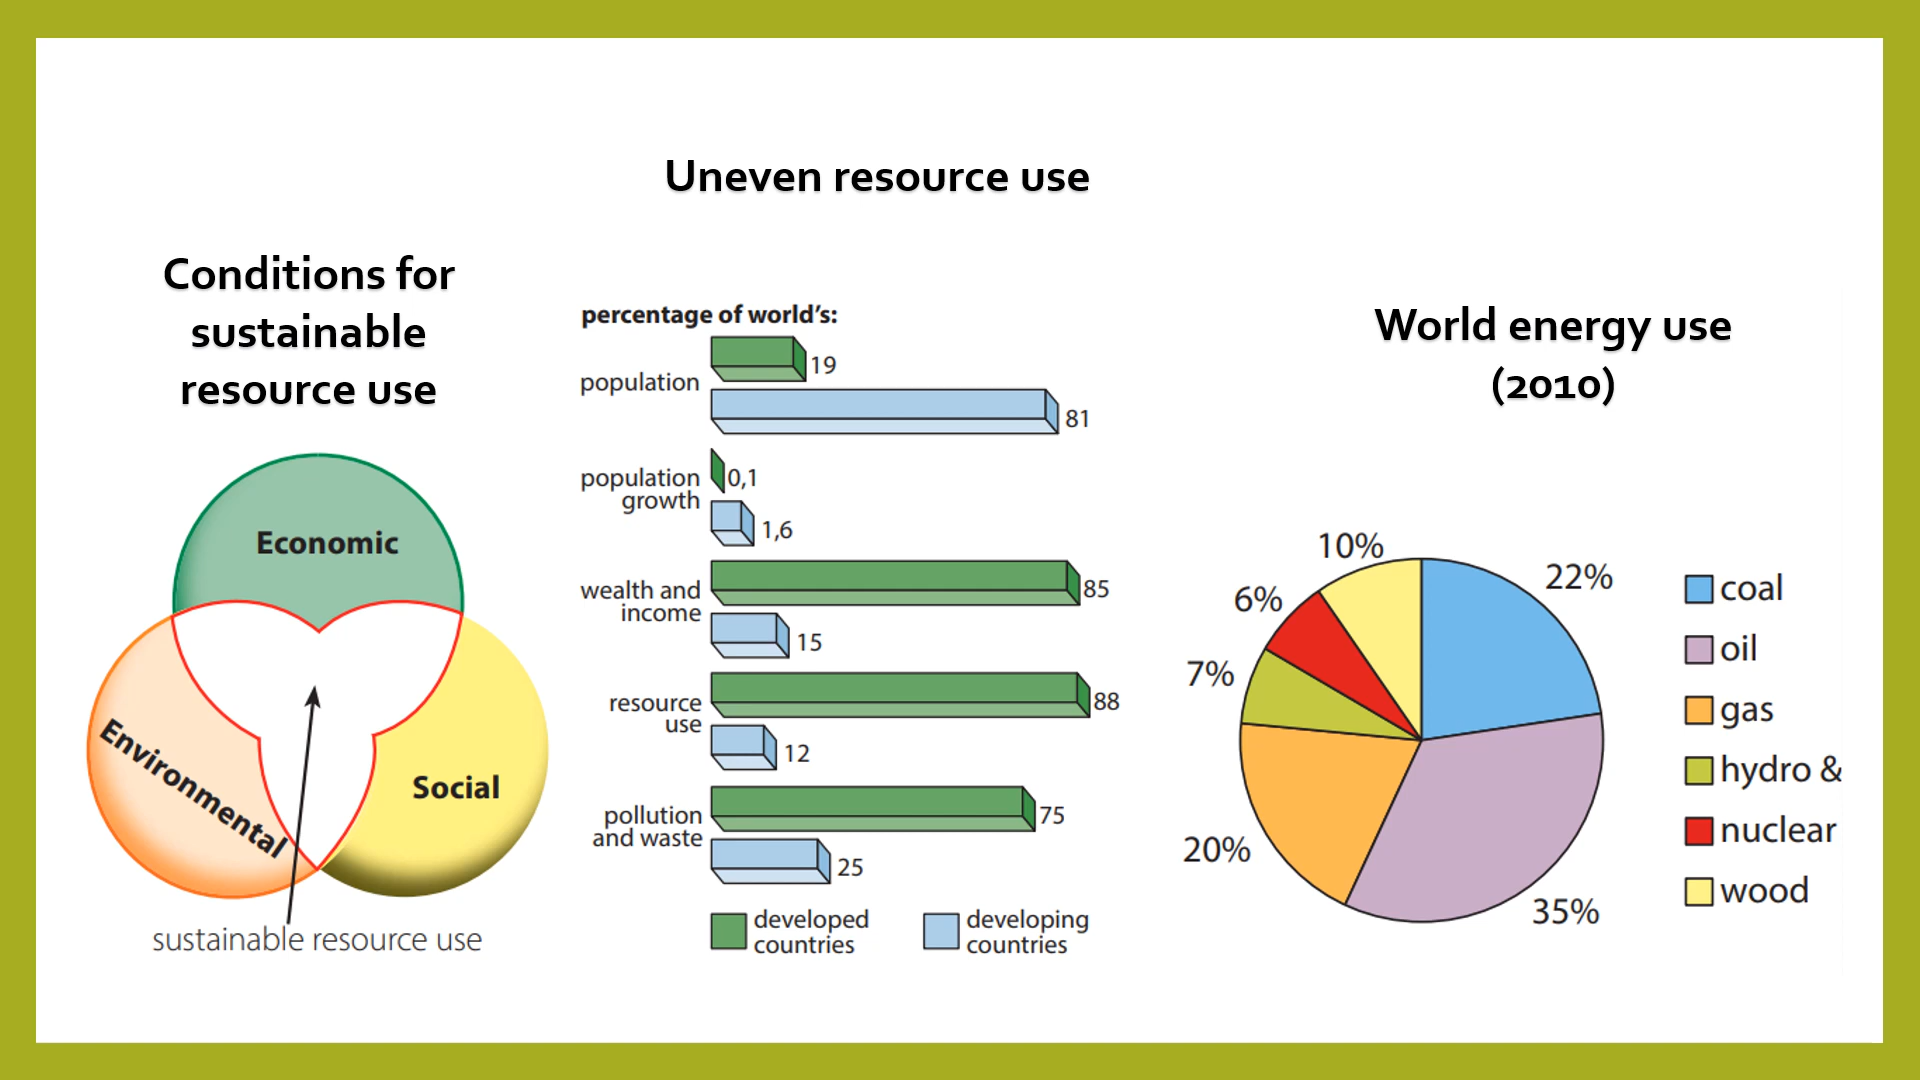 Uneven resource use
Conditions for
sustainable
resource use
Economic
Environmental
Social
sustainable resource use
percentage of world's:
population
19
81
population
growth
0,1
1,6
wealth and
income
85
15
resource
use
88
12
pollution
and waste
75
25
developed
countries
developing
countries
World energy use
(2010)
10%
22%
6%
7%
20%
35%
coal
oil
gas
hydro &
nuclear
wood